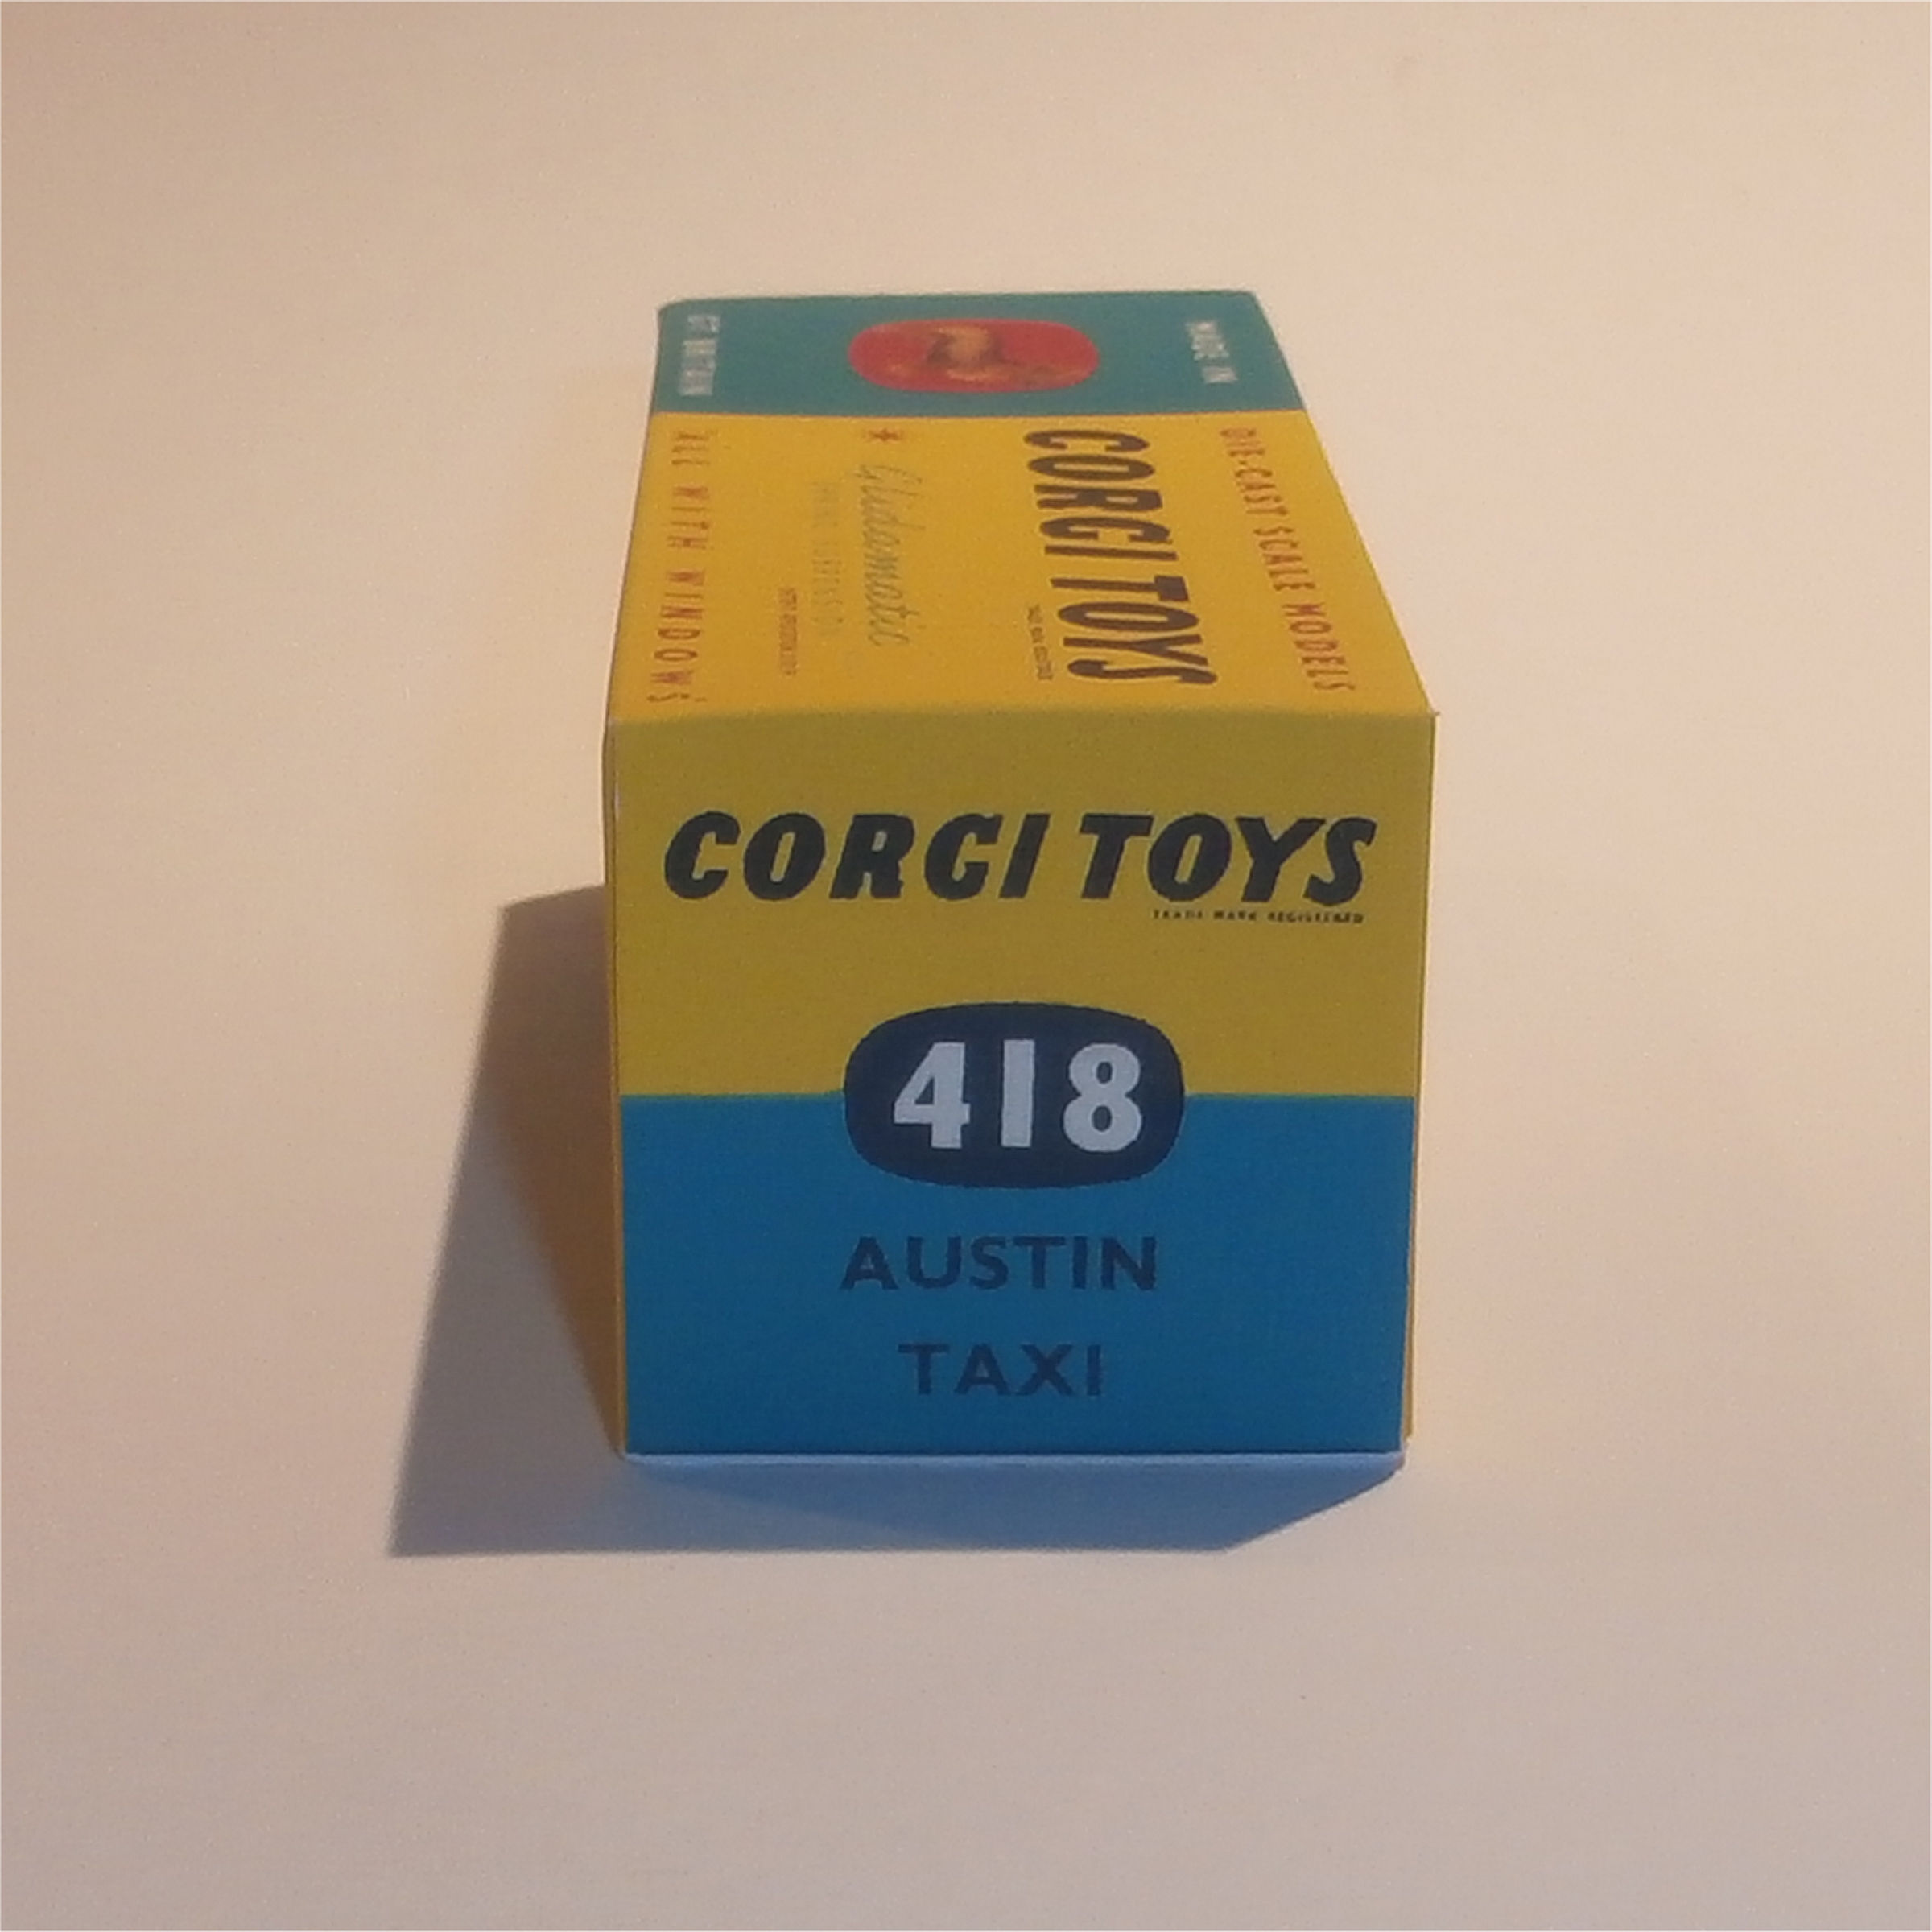 MADE IN
GT BRITAIN
DIE-CAST SCALE MODELS
CORGI TOYS
Glidamatic
ALL WITH WINDOWS
CORGI TOYS
TRADE MARK REGISTERED
418
AUSTIN
TAXI